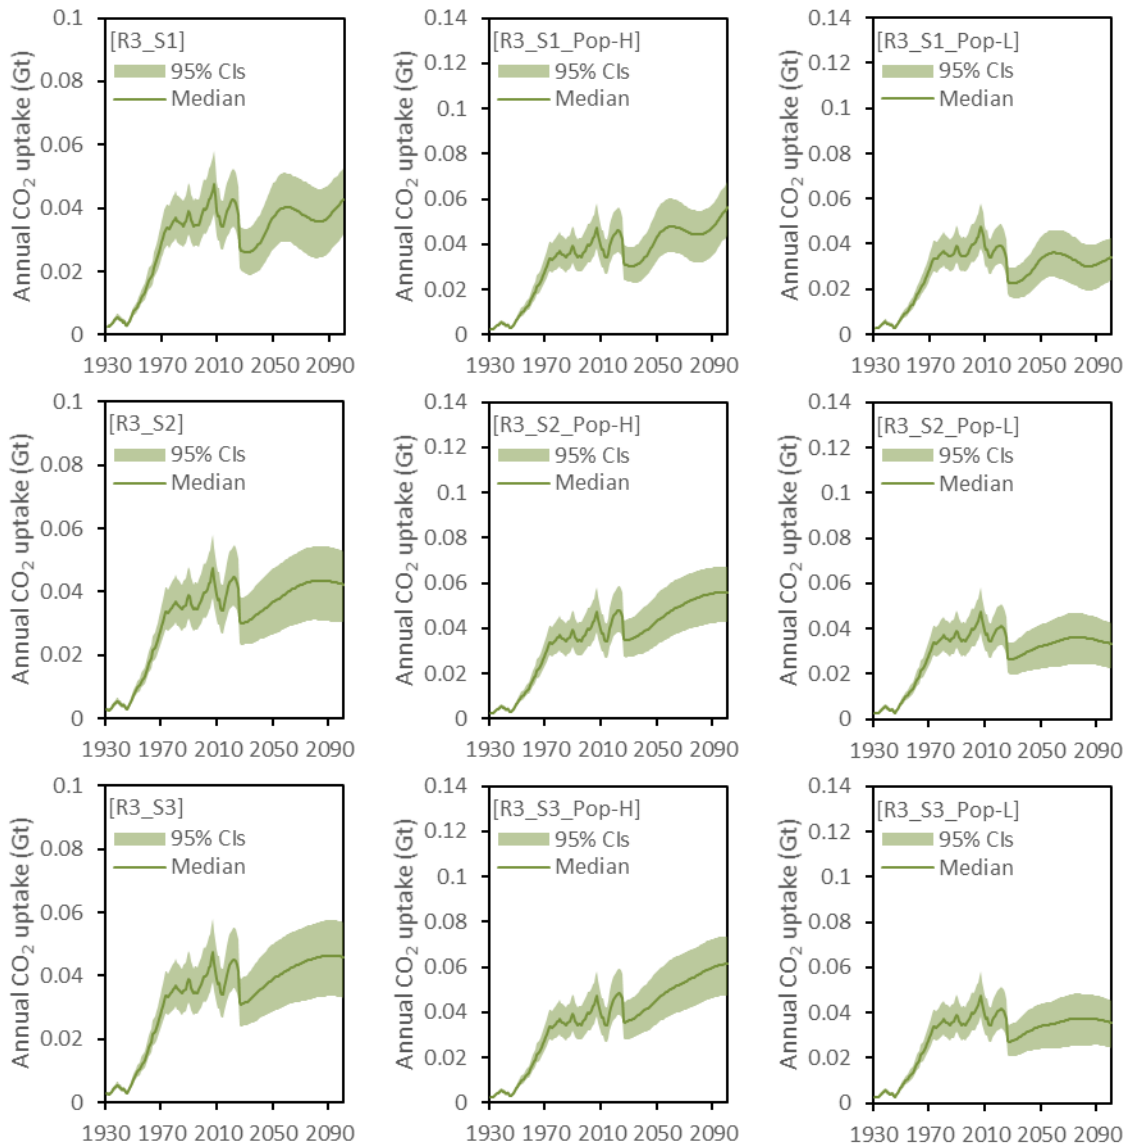 Annual CO₂ uptake (Gt)
0.1
0.08
0.06
0.04
0.02
0
[R3_S1]
95% CIs
Median
1930 1970 2010 2050 2090
Annual CO₂ uptake (Gt)
0.14
0.12
0.1
0.08
0.06
0.04
0.02
0
[R3_S1_Pop-H]
95% CIs
Median
1930 1970 2010 2050 2090
Annual CO₂ uptake (Gt)
0.14
0.12
0.1
0.08
0.06
0.04
0.02
0
[R3_S1_Pop-L]
95% CIs
Median
1930 1970 2010 2050 2090
Annual CO₂ uptake (Gt)
0.1
0.08
0.06
0.04
0.02
0
[R3_S2]
95% CIs
Median
1930 1970 2010 2050 2090
Annual CO₂ uptake (Gt)
0.14
0.12
0.1
0.08
0.06
0.04
0.02
0
[R3_S2_Pop-H]
95% CIs
Median
1930 1970 2010 2050 2090
Annual CO₂ uptake (Gt)
0.14
0.12
0.1
0.08
0.06
0.04
0.02
0
[R3_S2_Pop-L]
95% CIs
Median
1930 1970 2010 2050 2090
Annual CO₂ uptake (Gt)
0.1
0.08
0.06
0.04
0.02
0
[R3_S3]
95% CIs
Median
1930 1970 2010 2050 2090
Annual CO₂ uptake (Gt)
0.14
0.12
0.1
0.08
0.06
0.04
0.02
0
[R3_S3_Pop-H]
95% CIs
Median
1930 1970 2010 2050 2090
Annual CO₂ uptake (Gt)
0.14
0.12
0.1
0.08
0.06
0.04
0.02
0
[R3_S3_Pop-L]
95% CIs
Median
1930 1970 2010 2050 2090